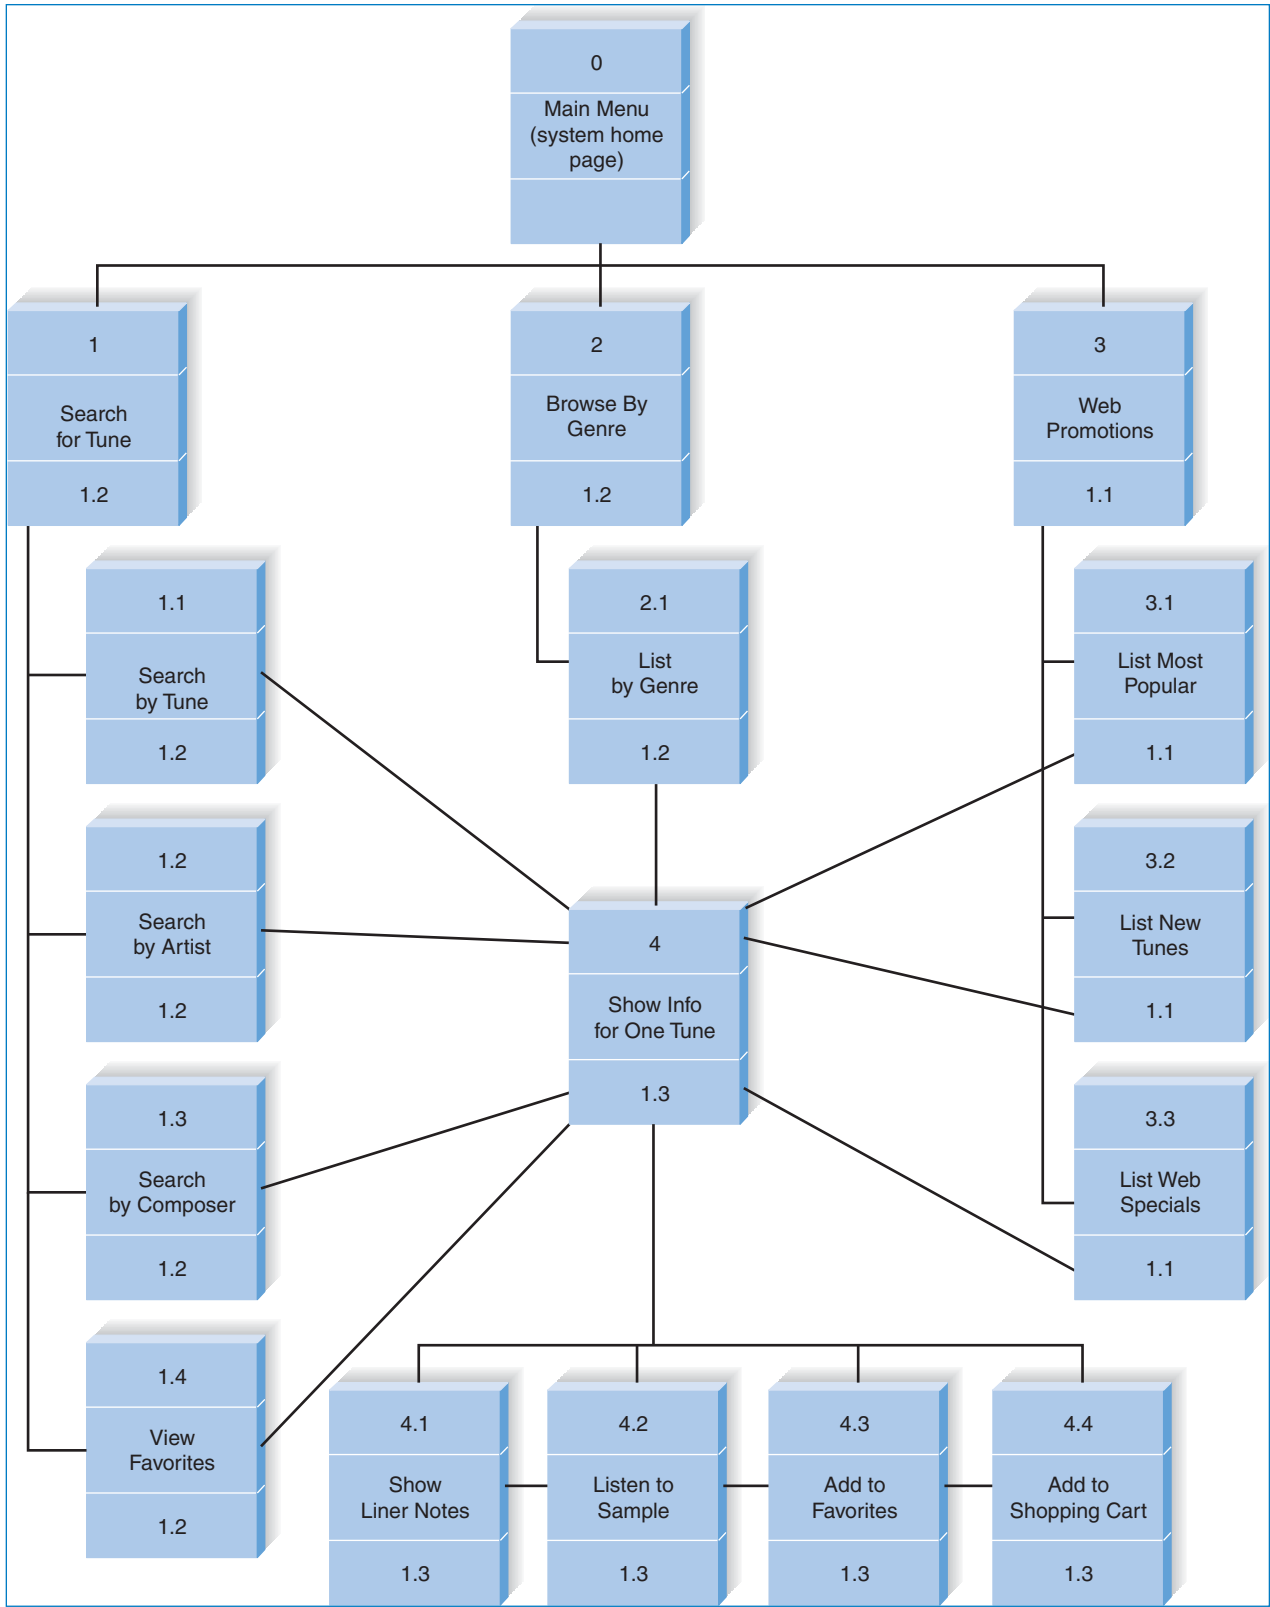 0
Main Menu
(system home
page)
1
Search
for Tune
1.2
2
Browse By
Genre
1.2
3
Web
Promotions
1.1
1.1
Search
by Tune
1.2
2.1
List
by Genre
1.2
3.1
List Most
Popular
1.1
1.2
Search
by Artist
1.2
3.2
List New
Tunes
1.1
4
Show Info
for One Tune
1.3
1.3
Search
by Composer
1.2
3.3
List Web
Specials
1.1
1.4
View
Favorites
1.2
4.1
Show
Liner Notes
1.3
4.2
Listen to
Sample
1.3
4.3
Add to
Favorites
1.3
4.4
Add to
Shopping Cart
1.3